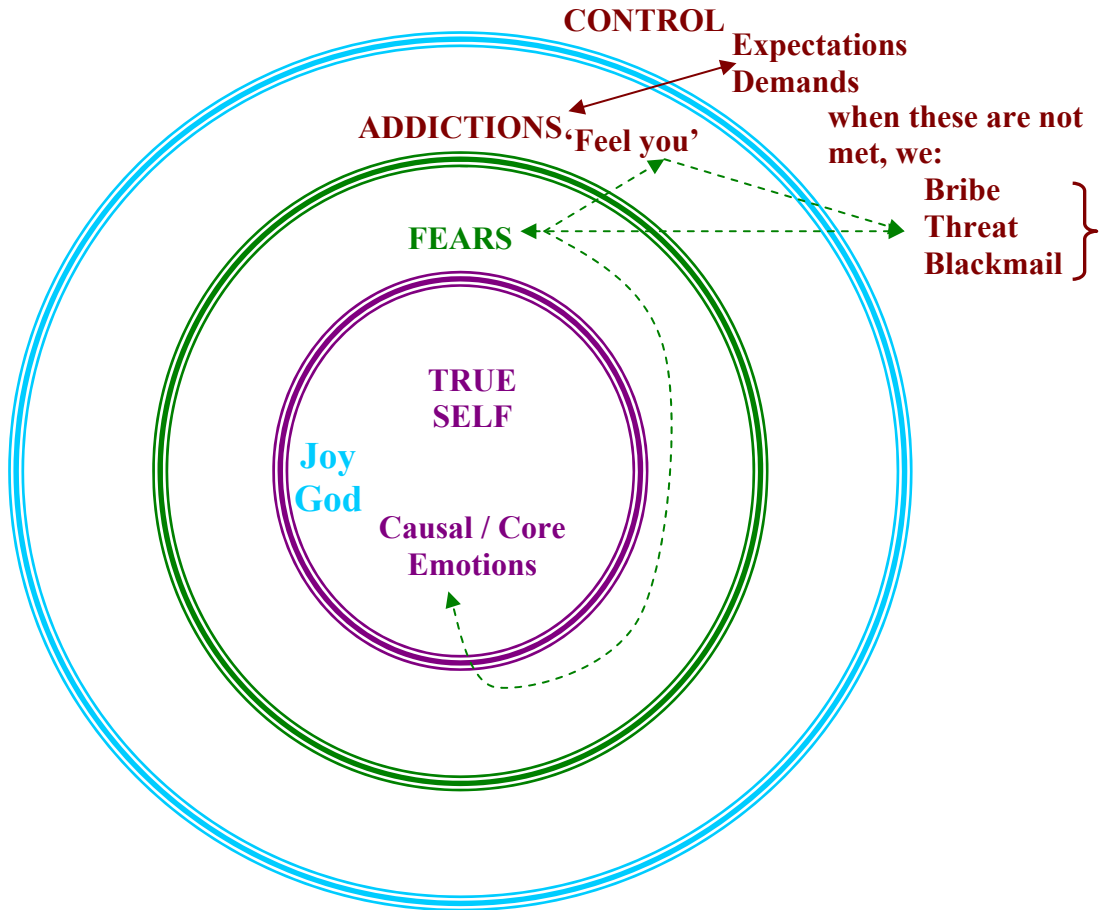 CONTROL
Expectations
Demands
ADDICTIONS
‘Feel you’
when these are not
met, we:
Bribe
Threat
Blackmail
FEARS
TRUE
SELF
Joy
God
Causal / Core
Emotions